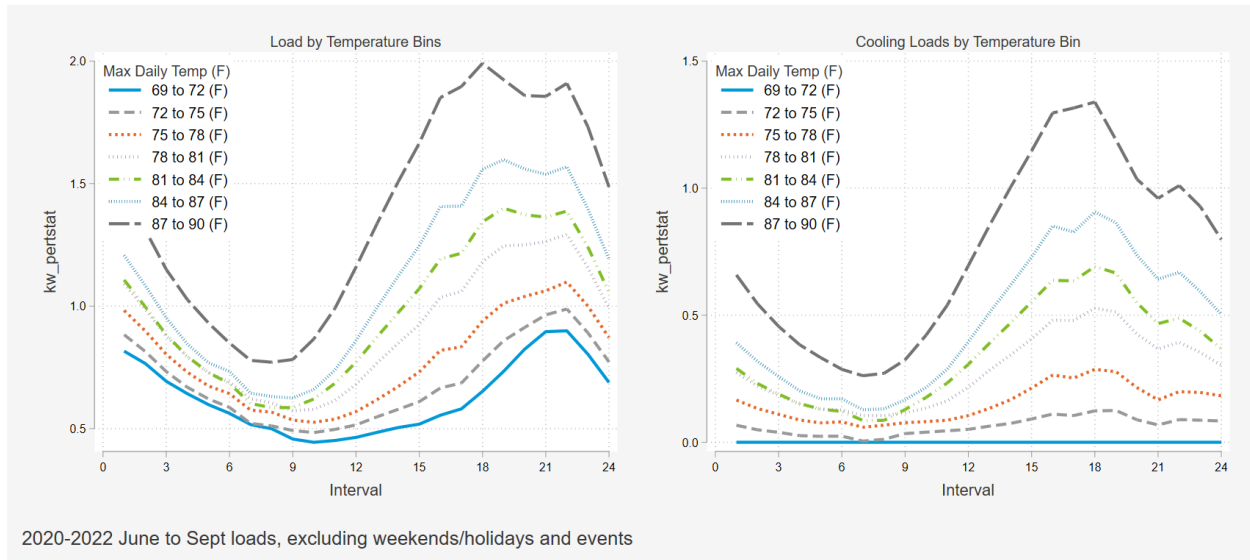 Load by Temperature Bins
kw_pertstat
2.0
1.5
1.0
0.5
Max Daily Temp (F)
69 to 72 (F)
72 to 75 (F)
75 to 78 (F)
78 to 81 (F)
81 to 84 (F)
84 to 87 (F)
87 to 90 (F)
0 3 6 9 12 15 18 21 24
Interval
Cooling Loads by Temperature Bin
kw_pertstat
1.5
1.0
0.5
0.0
Max Daily Temp (F)
69 to 72 (F)
72 to 75 (F)
75 to 78 (F)
78 to 81 (F)
81 to 84 (F)
84 to 87 (F)
87 to 90 (F)
0 3 6 9 12 15 18 21 24
Interval
2020-2022 June to Sept loads, excluding weekends/holidays and events